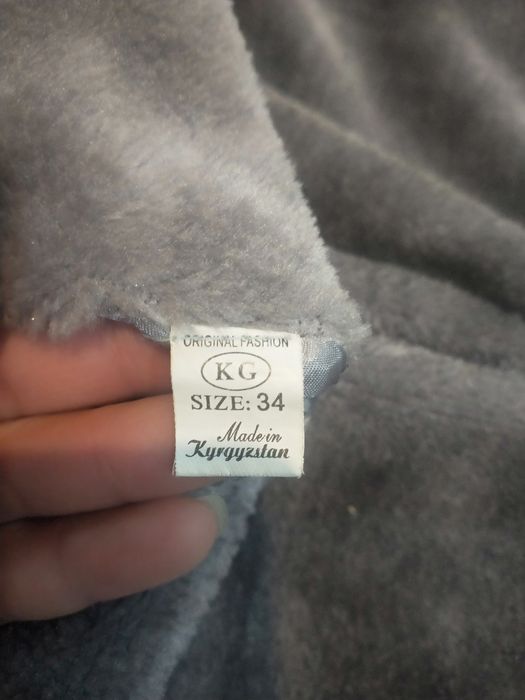 ORIGINAL FASHION
KG
SIZE: 34
Made in
Kyrgyzstan